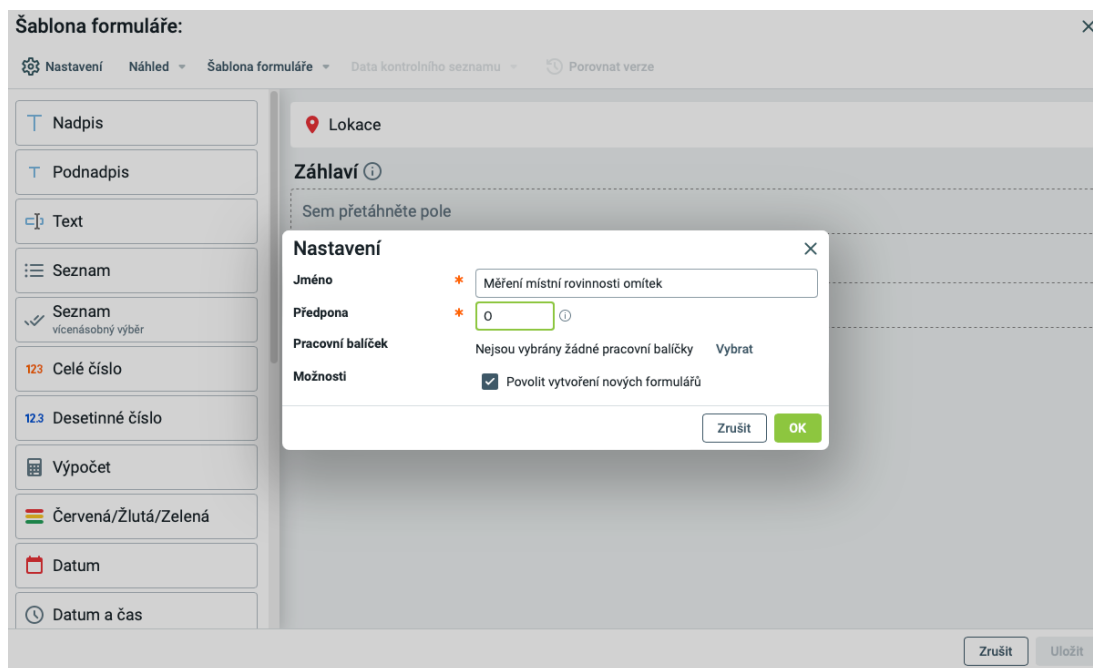 Šablona formuláře:
Nastavení Náhled Šablona formuláře Data kontrolního seznamu Porovnat verze
Nadpis
Podnadpis
Text
Seznam
Seznam
vícenásobný výběr
123 Celé číslo
12.3 Desetinné číslo
Výpočet
Červená/Žlutá/Zelená
Datum
Datum a čas
Lokace
Záhlaví
Sem přetáhněte pole
Nastavení
Jméno * Měření místní rovinnosti omítek
Předpona * O
Pracovní balíček Nejsou vybrány žádné pracovní balíčky Vybrat
Možnosti Povolit vytvoření nových formulářů
Zrušit OK
Zrušit Uložit